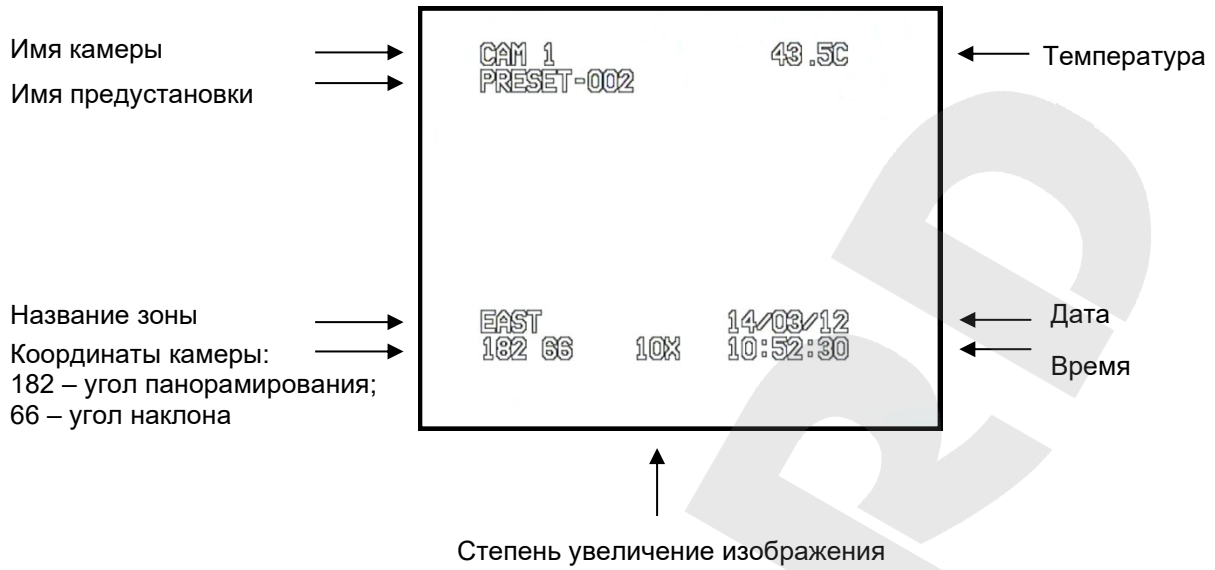 Имя камеры
CAM 1
43.5C
Температура
Имя предустановки
PRESET-002
Название зоны
EAST
14/03/12
Дата
Координаты камеры:
182 66
10X
10:52:30
Время
182 – угол панорамирования;
66 – угол наклона
Степень увеличение изображения
RD